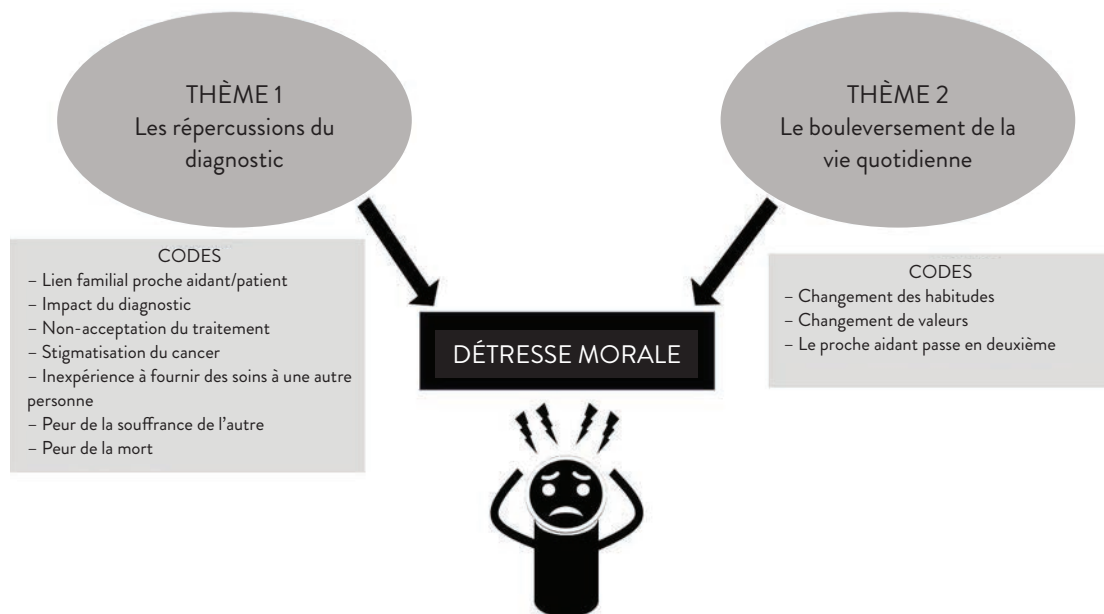 THÈME 1
Les répercussions du
diagnostic
THÈME 2
Le bouleversement de la
vie quotidienne
CODES
– Lien familial proche aidant/patient
– Impact du diagnostic
– Non-acceptation du traitement
– Stigmatisation du cancer
– Inexpérience à fournir des soins à une autre
personne
– Peur de la souffrance de l’autre
– Peur de la mort
CODES
– Changement des habitudes
– Changement de valeurs
– Le proche aidant passe en deuxième
DÉTRESSE MORALE